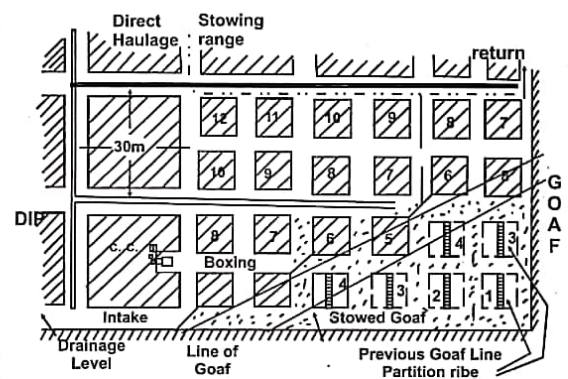 Direct
Haulage
Stowing
range
return
12 11 10 9 8 7
30m
10 9 8 7 6 5
G
O
A
F
DIP
C.C.
8 7 6 5 4 3
Boxing
4 3 2 1
Intake
Stowed Goaf
Drainage
Level
Line of
Goaf
Previous Goaf Line
Partition ribe